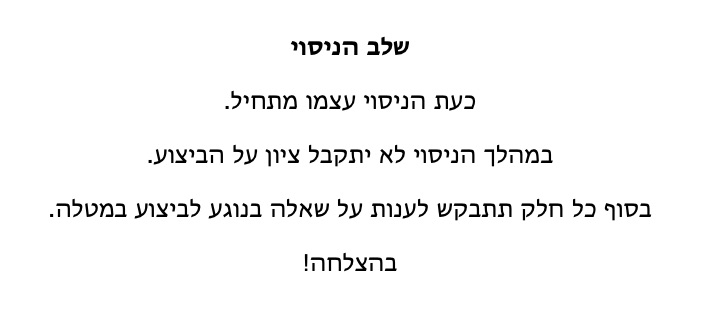 שלב הניסוי
כעת הניסוי עצמו מתחיל.
במהלך הניסוי לא יתקבל ציון על הביצוע.
בסוף כל חלק תתבקש לענות על שאלה בנוגע לביצוע במטלה.
בהצלחה!